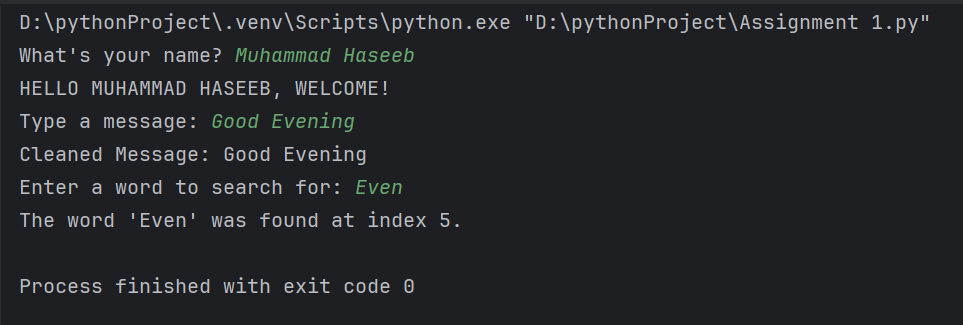 D:\pythonProject\.venv\Scripts\python.exe "D:\pythonProject\Assignment 1.py"
What's your name? Muhammad Haseeb
HELLO MUHAMMAD HASEEB, WELCOME!
Type a message: Good Evening
Cleaned Message: Good Evening
Enter a word to search for: Even
The word 'Even' was found at index 5.
Process finished with exit code 0